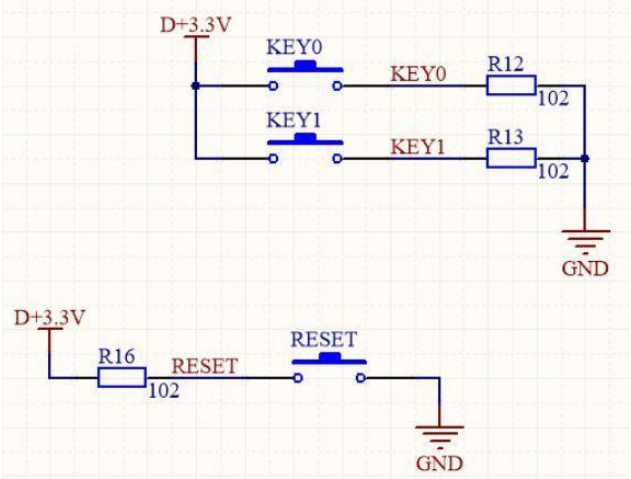 D+3.3V
KEY0
KEY0
R12
102
KEY1
KEY1
R13
102
GND
D+3.3V
R16
102
RESET
RESET
GND